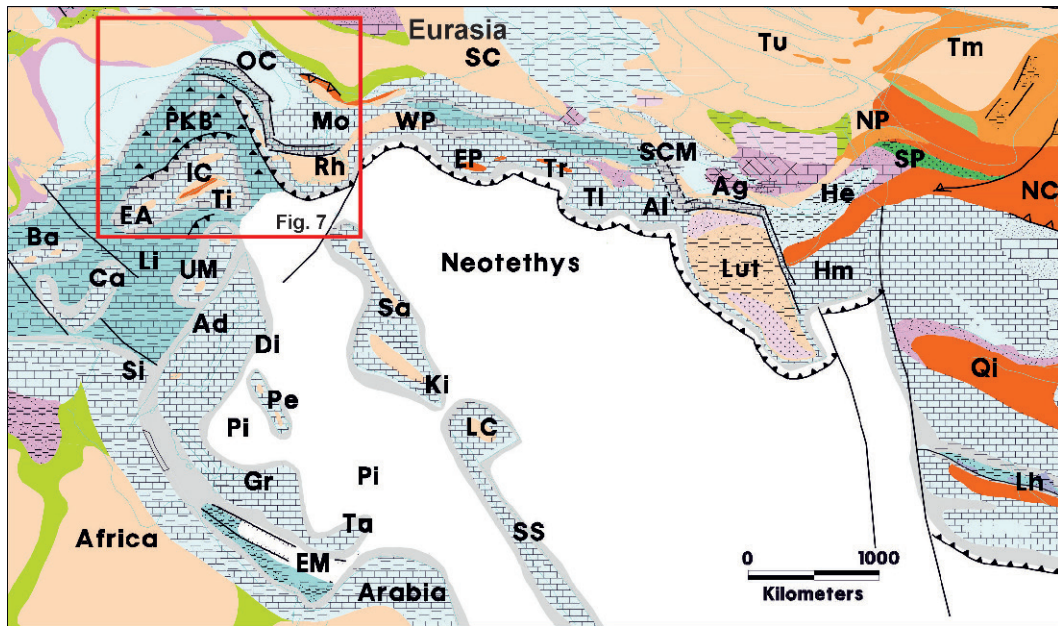 Eurasia
OC
SC
Tu
Tm
PKB
Mo
WP
NP
IC
Rh
EP
Tr
SCM
SP
EA
Ti
Tl
Al
Ag
He
NC
Fig. 7
Ba
Li
Ca
UM
Neotethys
Lut
Hm
Ad
Sa
Si
Di
Ki
Qi
Pe
Pi
LC
Gr
Pi
Lh
Ta
SS
Africa
EM
Arabia
0 1000
Kilometers